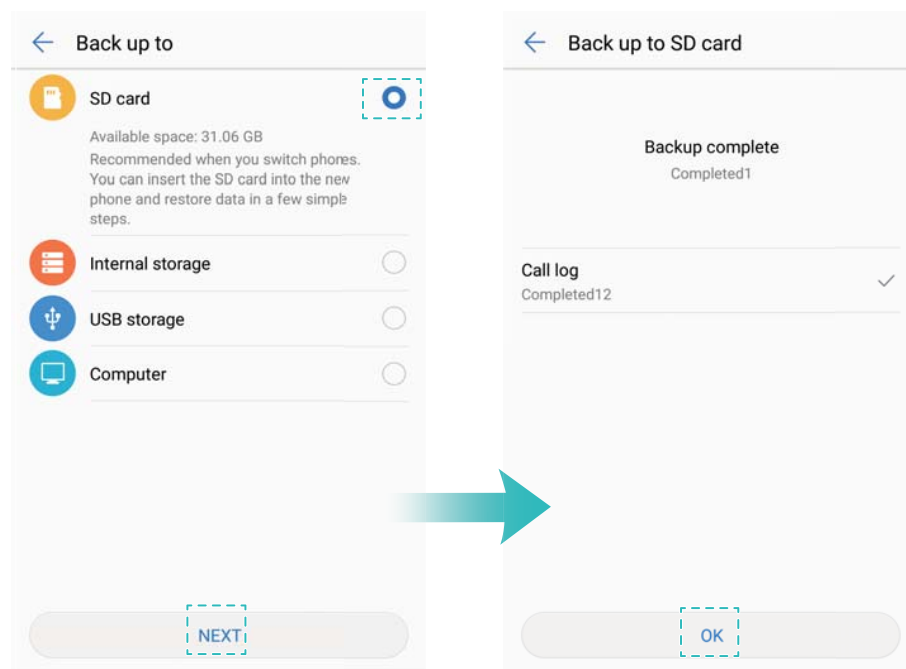 Back up to
SD card
Available space: 31.06 GB
Recommended when you switch phones.
You can insert the SD card into the new
phone and restore data in a few simple
steps.
Internal storage
USB storage
Computer
NEXT
Back up to SD card
Backup complete
Completed1
Call log
Completed12
OK